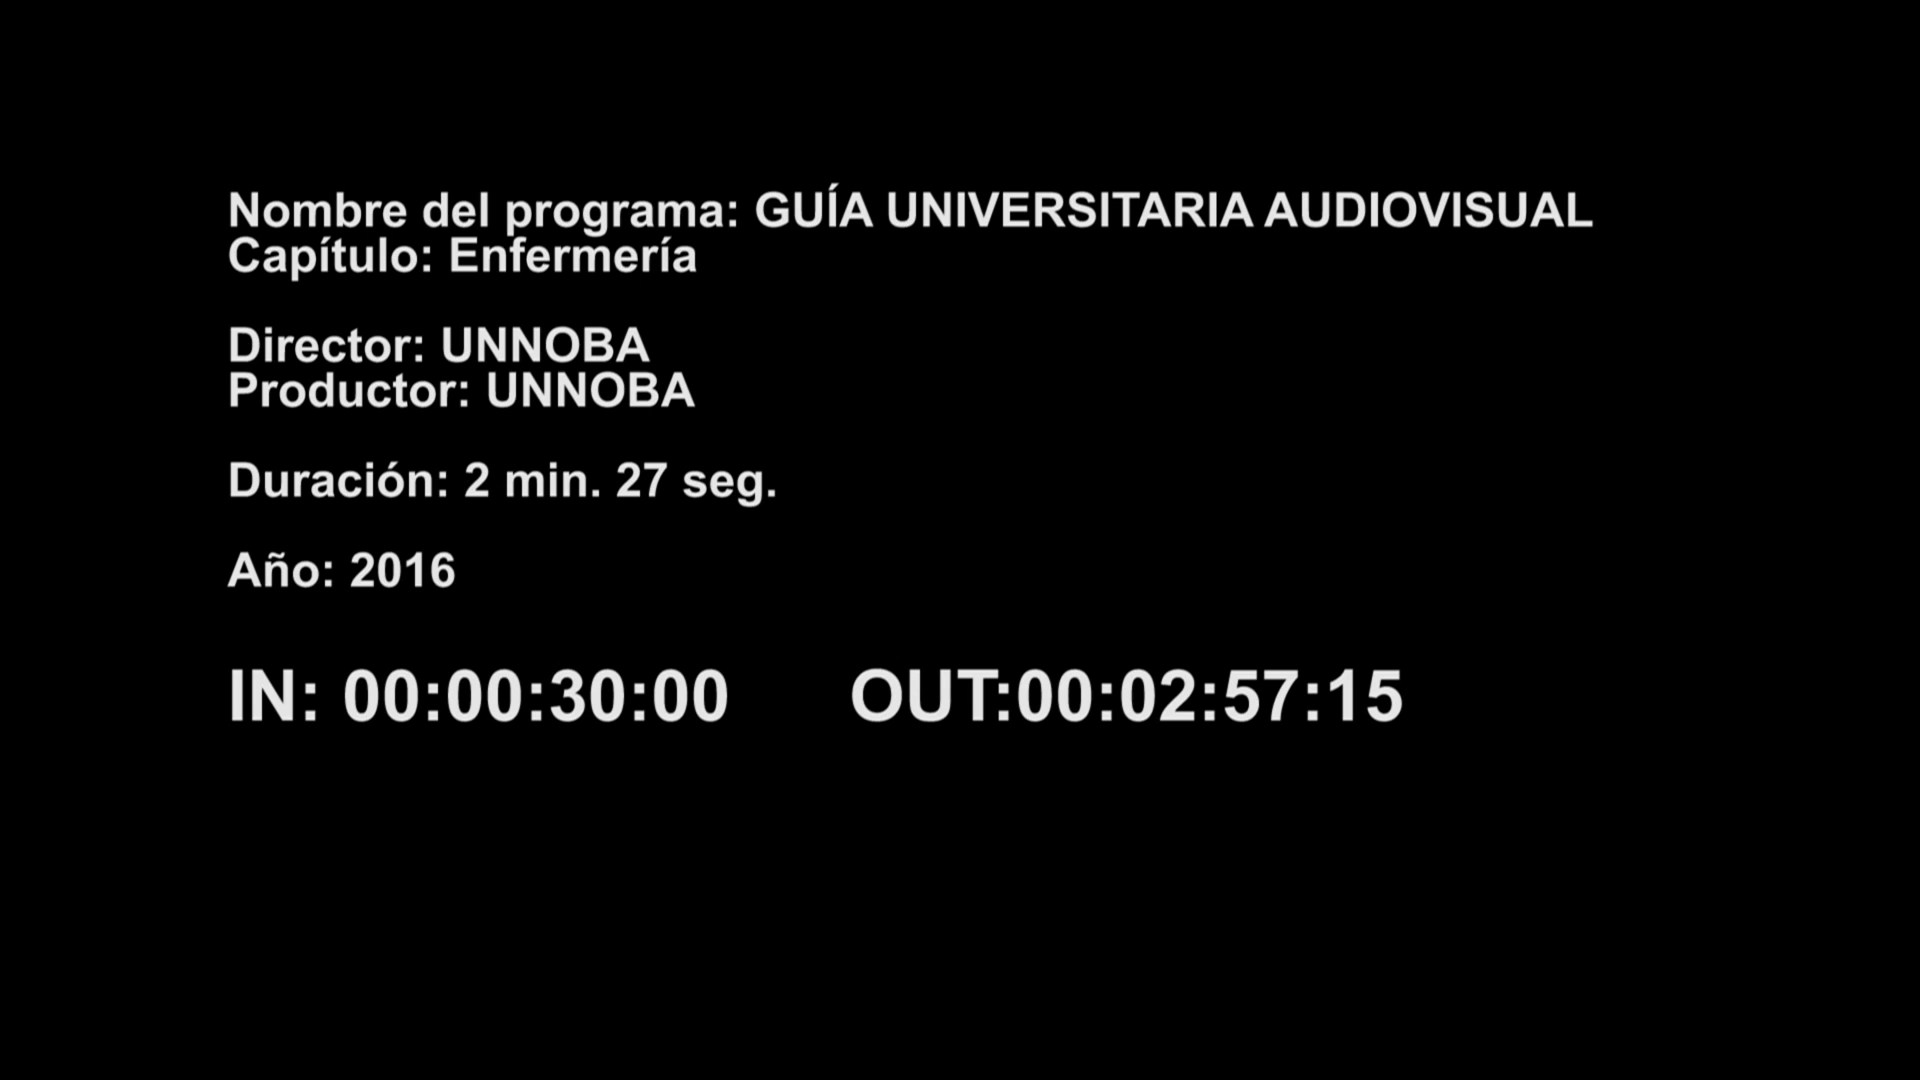 Nombre del programa: GUÍA UNIVERSITARIA AUDIOVISUAL
Capítulo: Enfermería
Director: UNNOBA
Productor: UNNOBA
Duración: 2 min. 27 seg.
Año: 2016
IN: 00:00:30:00 OUT:00:02:57:15